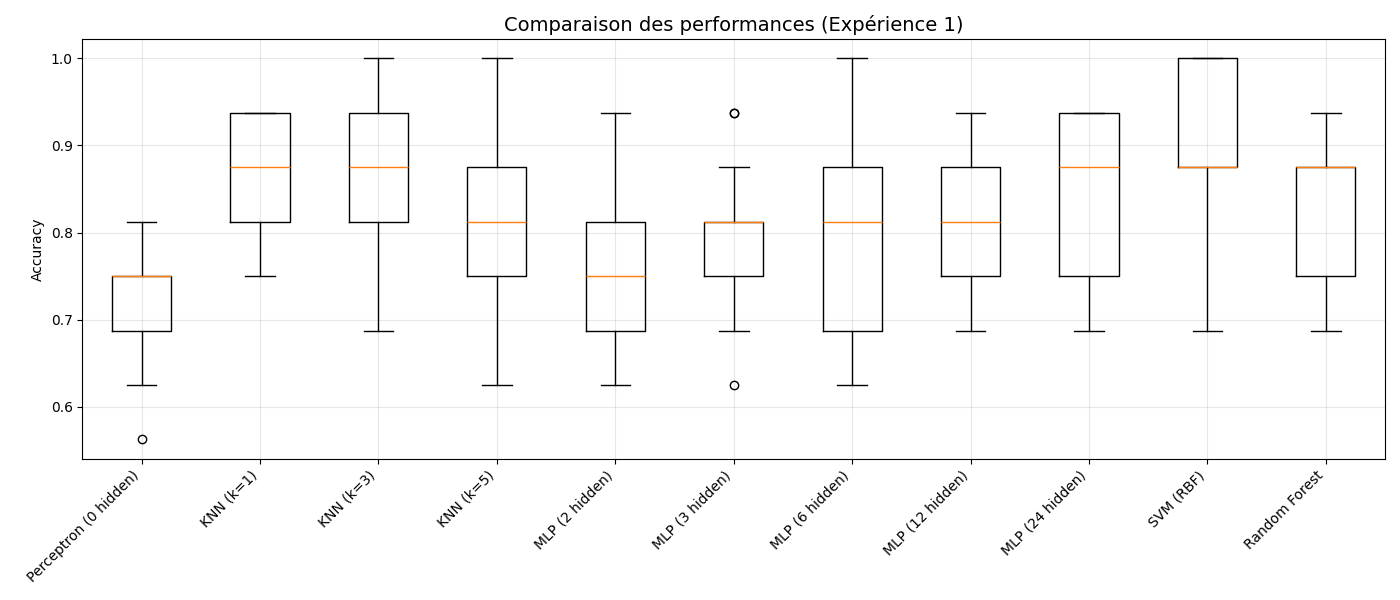 Comparaison des performances (Expérience 1)
Accuracy
1.0
0.9
0.8
0.7
0.6
Perceptron (0 hidden)
KNN (k=1)
KNN (k=3)
KNN (k=5)
MLP (2 hidden)
MLP (3 hidden)
MLP (6 hidden)
MLP (12 hidden)
MLP (24 hidden)
SVM (RBF)
Random Forest